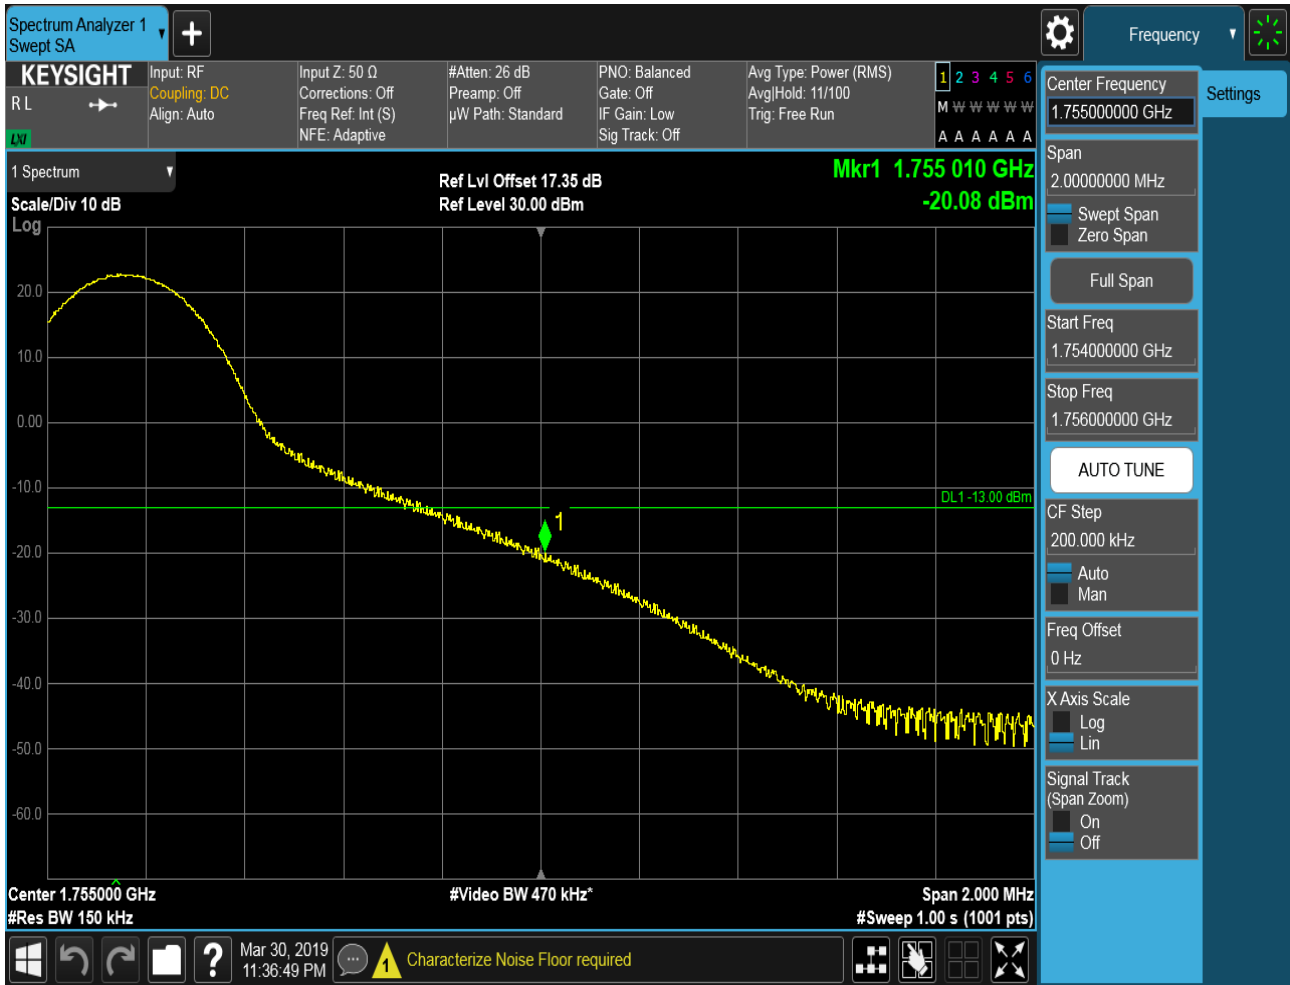 Spectrum Analyzer 1
Swept SA
Frequency
KEYSIGHT
R L
LXI
Input: RF
Coupling: DC
Align: Auto
Input Z: 50 Ω
Corrections: Off
Freq Ref: Int (S)
NFE: Adaptive
#Atten: 26 dB
Preamp: Off
µW Path: Standard
PNO: Balanced
Gate: Off
IF Gain: Low
Sig Track: Off
Avg Type: Power (RMS)
Avg|Hold: 11/100
Trig: Free Run
1 2 3 4 5 6
M W W W W W
A A A A A A
1 Spectrum
Scale/Div 10 dB
Log
Ref Lvl Offset 17.35 dB
Ref Level 30.00 dBm
Mkr1 1.755 010 GHz
-20.08 dBm
20.0
10.0
0.00
-10.0
-20.0
-30.0
-40.0
-50.0
-60.0
DL1 -13.00 dBm
1
Center 1.755000 GHz
#Res BW 150 kHz
#Video BW 470 kHz*
Span 2.000 MHz
#Sweep 1.00 s (1001 pts)
Center Frequency
1.755000000 GHz
Settings
Span
2.00000000 MHz
Swept Span
Zero Span
Full Span
Start Freq
1.754000000 GHz
Stop Freq
1.756000000 GHz
AUTO TUNE
CF Step
200.000 kHz
Auto
Man
Freq Offset
0 Hz
X Axis Scale
Log
Lin
Signal Track
(Span Zoom)
On
Off
?
Mar 30, 2019
11:36:49 PM
1
Characterize Noise Floor required